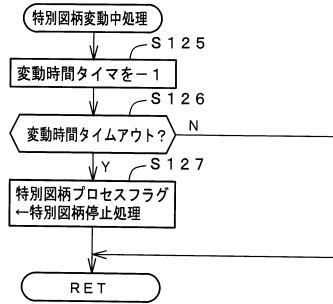 特別図柄変動中処理
S125
変動時間タイマを－1
S126
変動時間タイムアウト？
N
Y
S127
特別図柄プロセスフラグ
←特別図柄停止処理
RET